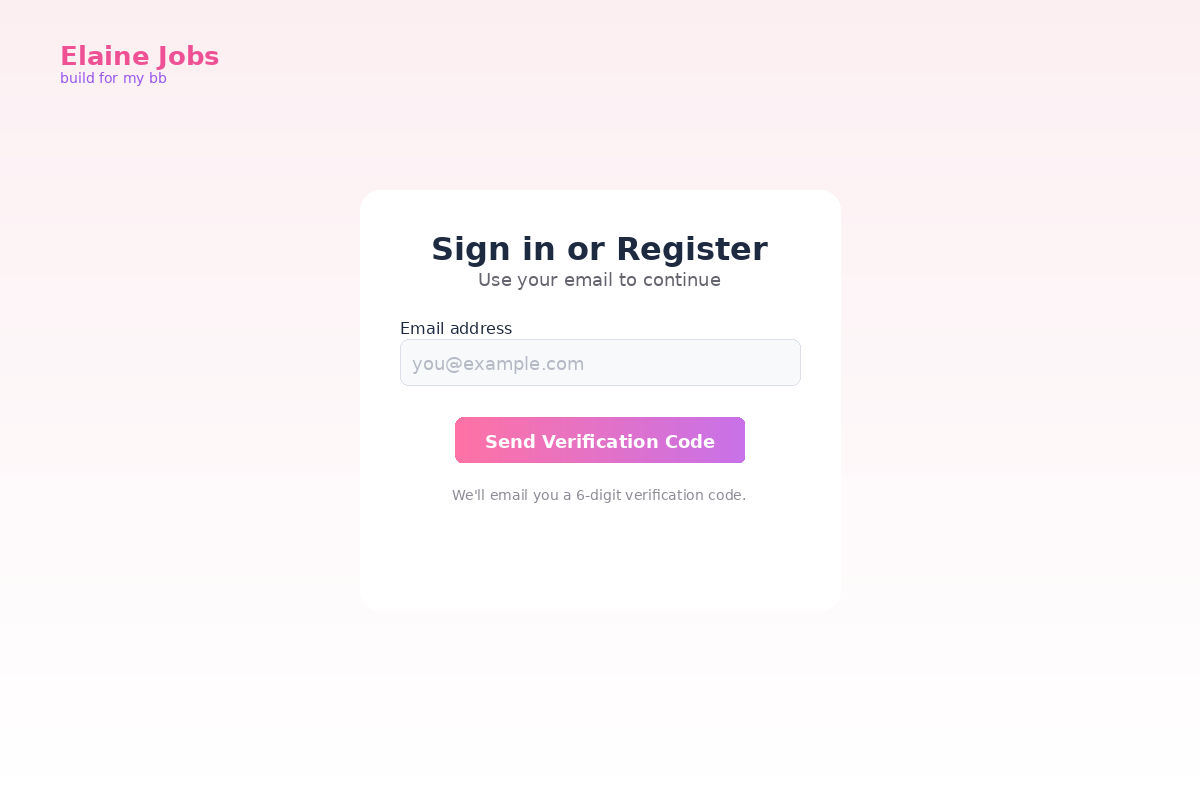 Elaine Jobs
build for my bb
Sign in or Register
Use your email to continue
Email address
you@example.com
Send Verification Code
We'll email you a 6-digit verification code.